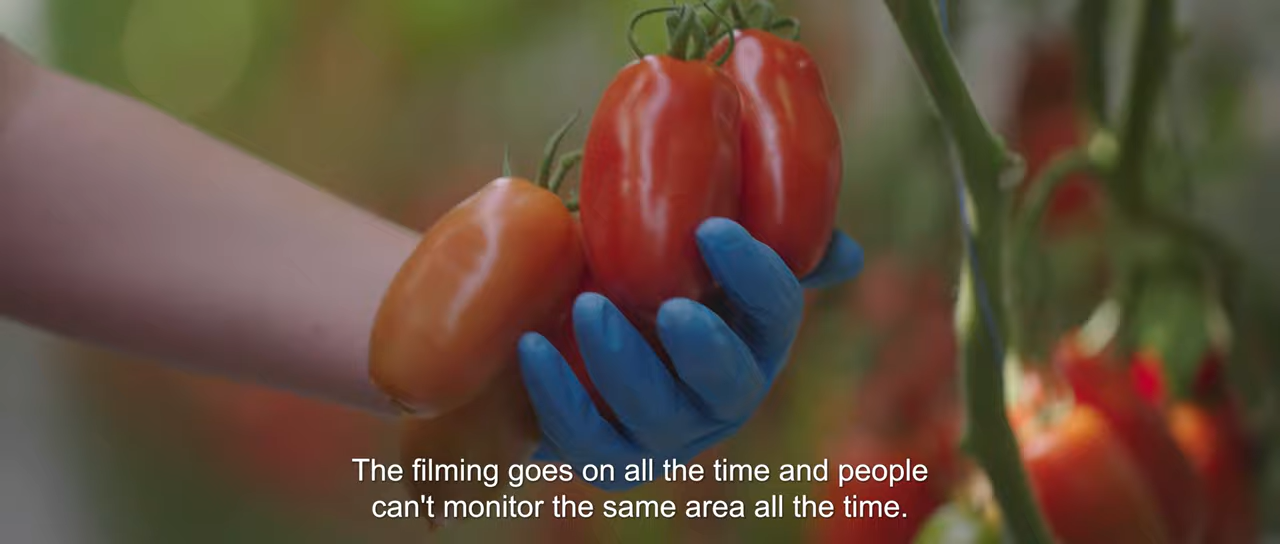 The filming goes on all the time and people
can't monitor the same area all the time.